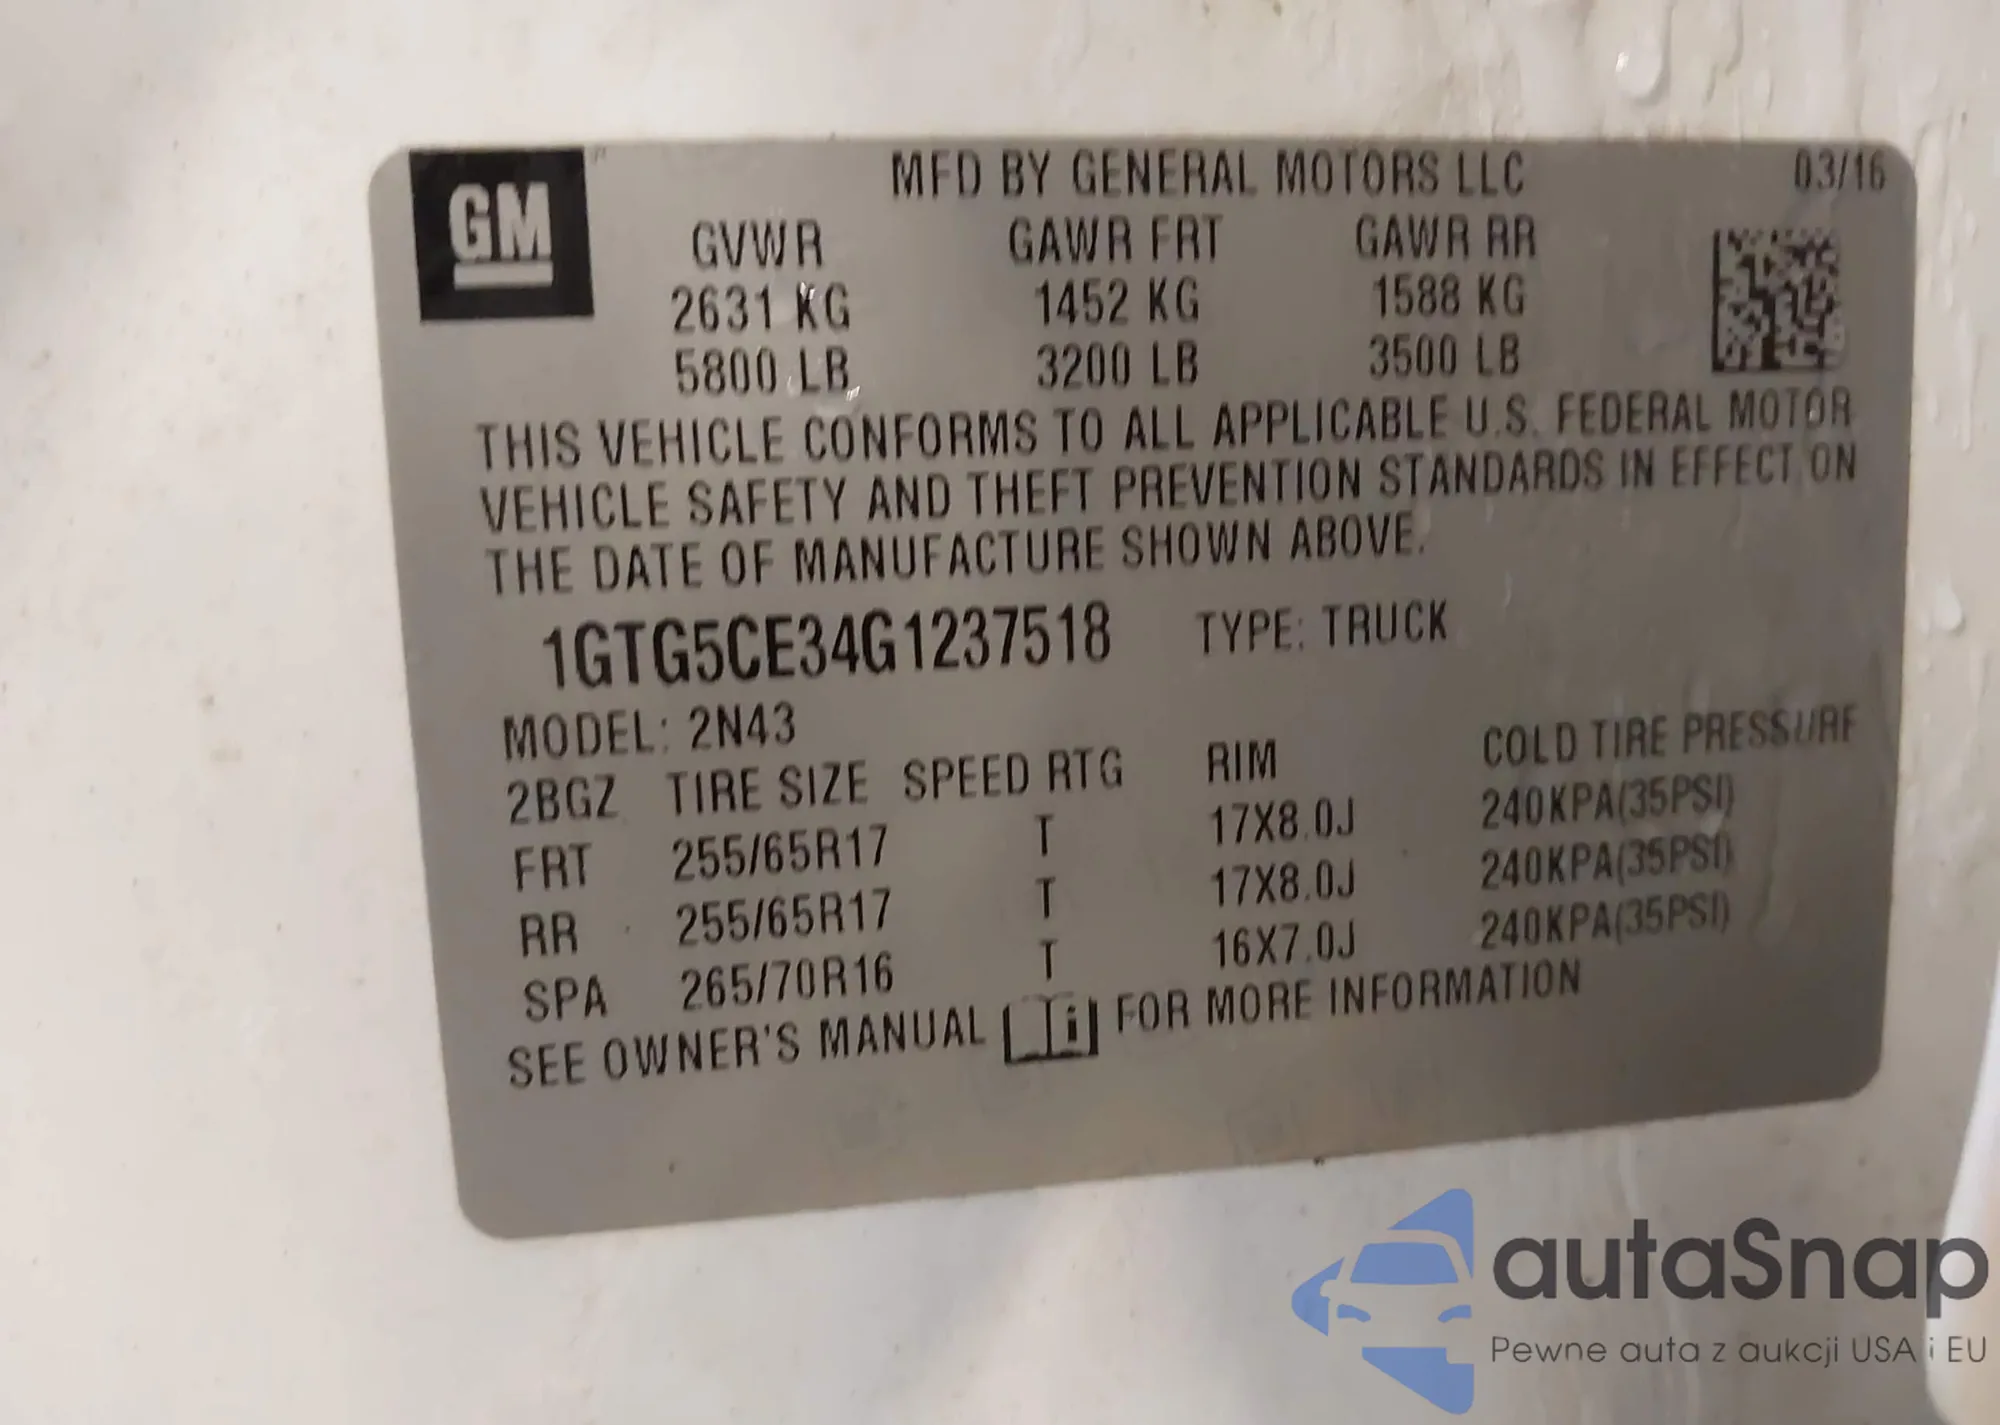 GM
MFD BY GENERAL MOTORS LLC 03/16
GVWR GAWR FRT GAWR RR
2631 KG 1452 KG 1588 KG
5800 LB 3200 LB 3500 LB
THIS VEHICLE CONFORMS TO ALL APPLICABLE U.S. FEDERAL MOTOR
VEHICLE SAFETY AND THEFT PREVENTION STANDARDS IN EFFECT ON
THE DATE OF MANUFACTURE SHOWN ABOVE.
1GTG5CE34G1237518 TYPE: TRUCK
MODEL: 2N43
2BGZ TIRE SIZE SPEED RTG RIM COLD TIRE PRESSURE
FRT 255/65R17 T 17X8.0J 240KPA(35PSI)
RR 255/65R17 T 17X8.0J 240KPA(35PSI)
SPA 265/70R16 T 16X7.0J 240KPA(35PSI)
SEE OWNER'S MANUAL i FOR MORE INFORMATION
autaSnap
Pewne auta z aukcji USA i EU